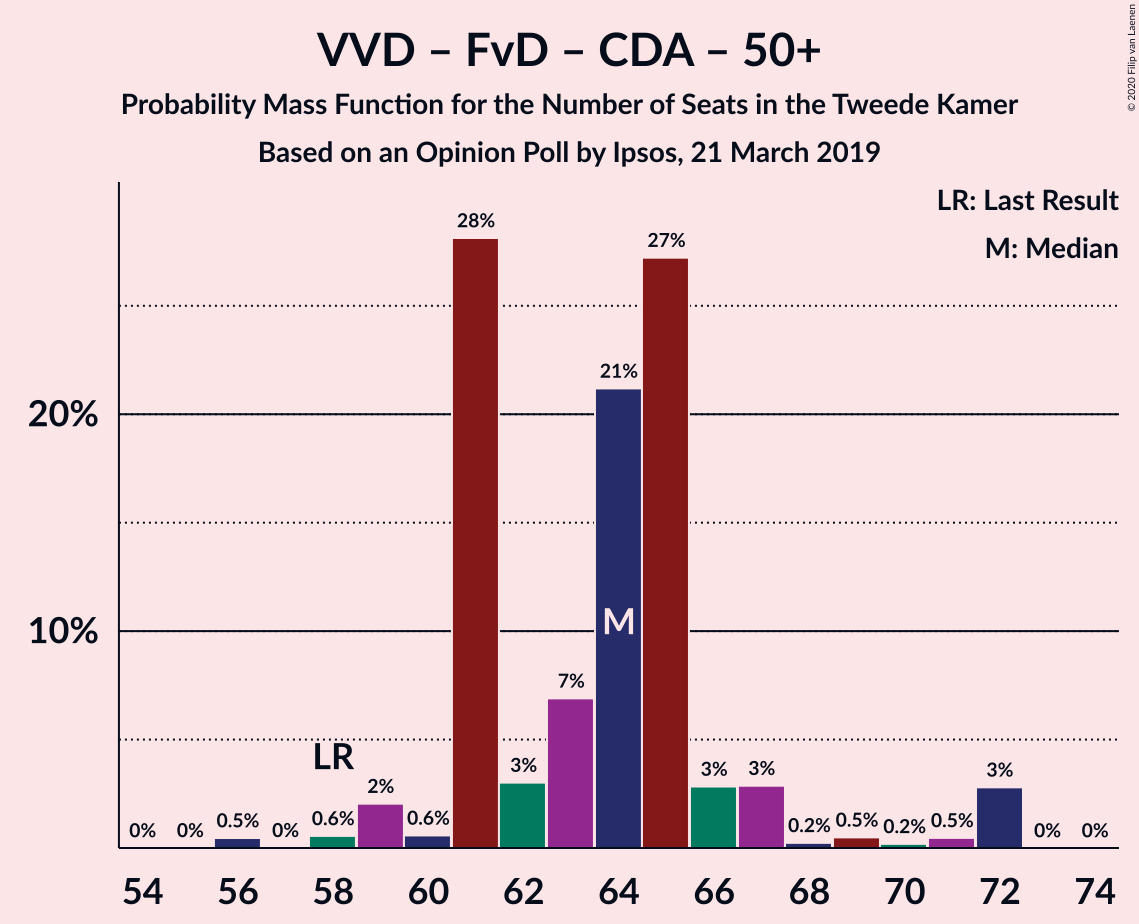 VVD – FvD – CDA – 50+
Probability Mass Function for the Number of Seats in the Tweede Kamer
Based on an Opinion Poll by Ipsos, 21 March 2019
© 2020 Filip van Laenen
LR: Last Result
M: Median
28%
27%
21%
20%
M
10%
7%
LR
3%
3%
3%
3%
2%
0%
0%
0.5%
0%
0.6%
0.6%
0.2%
0.5%
0.2%
0.5%
0%
0%
54 56 58 60 62 64 66 68 70 72 74